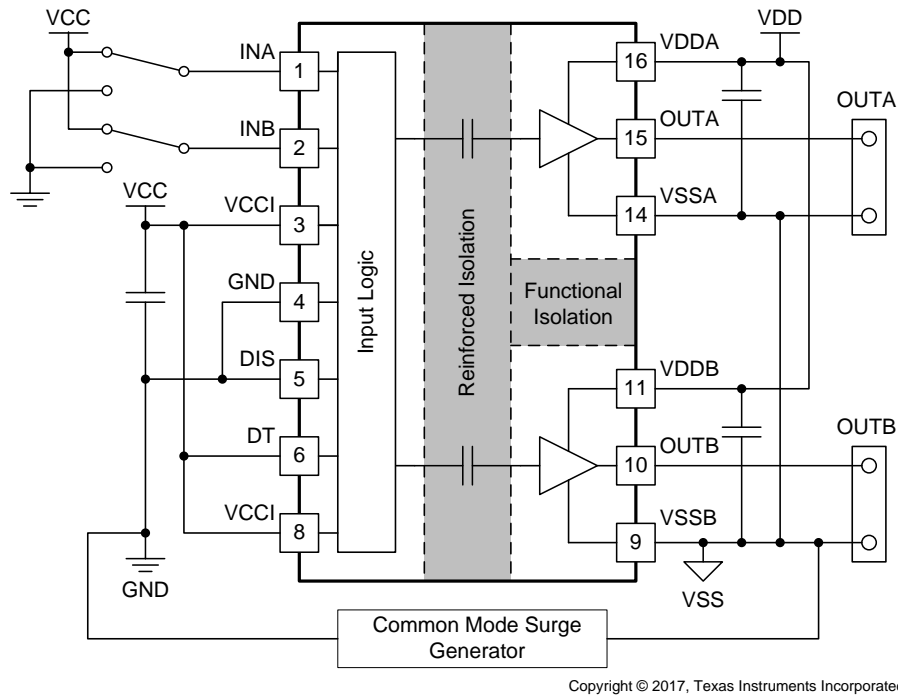 VCC
INA
1
INB
2
VCC
VCCI
3
GND
4
DIS
5
DT
6
VCCI
8
GND
Input Logic
Reinforced Isolation
Functional
Isolation
VDD
VDDA
16
OUTA
15
VSSA
14
OUTA
VDDB
11
OUTB
10
VSSB
9
OUTB
VSS
Common Mode Surge
Generator
Copyright © 2017, Texas Instruments Incorporated